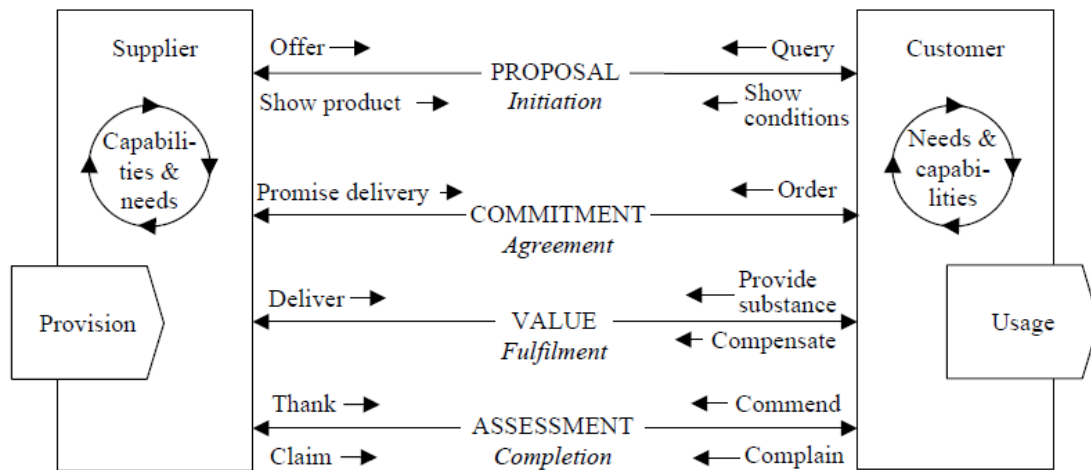 Supplier
Offer
Query
Customer
PROPOSAL
Initiation
Show product
Show
conditions
Capabili-
ties &
needs
Needs &
capabi-
lities
Promise delivery
Order
COMMITMENT
Agreement
Provision
Deliver
Provide
substance
VALUE
Fulfilment
Compensate
Usage
Thank
Commend
ASSESSMENT
Completion
Claim
Complain